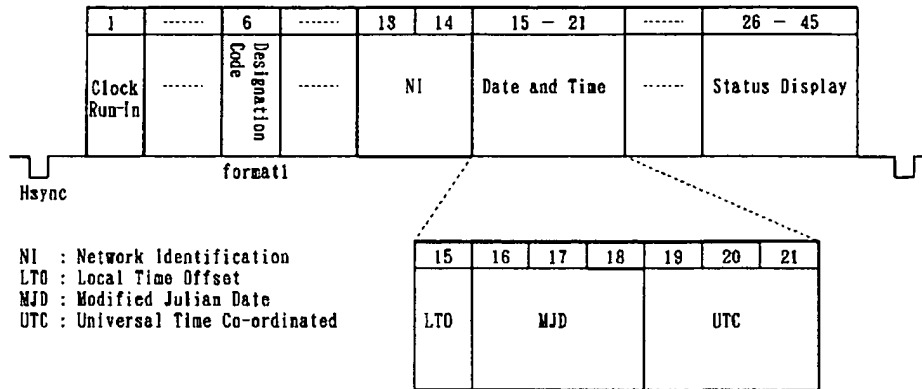 1 ------- 6 ------- 13 14 15 — 21 ------- 26 — 45
Clock Run-In ------- Designation Code ------- NI Date and Time ------- Status Display
Hsync
format1
NI : Network Identification
LTO : Local Time Offset
MJD : Modified Julian Date
UTC : Universal Time Co-ordinated
15 16 17 18 19 20 21
LTO MJD UTC